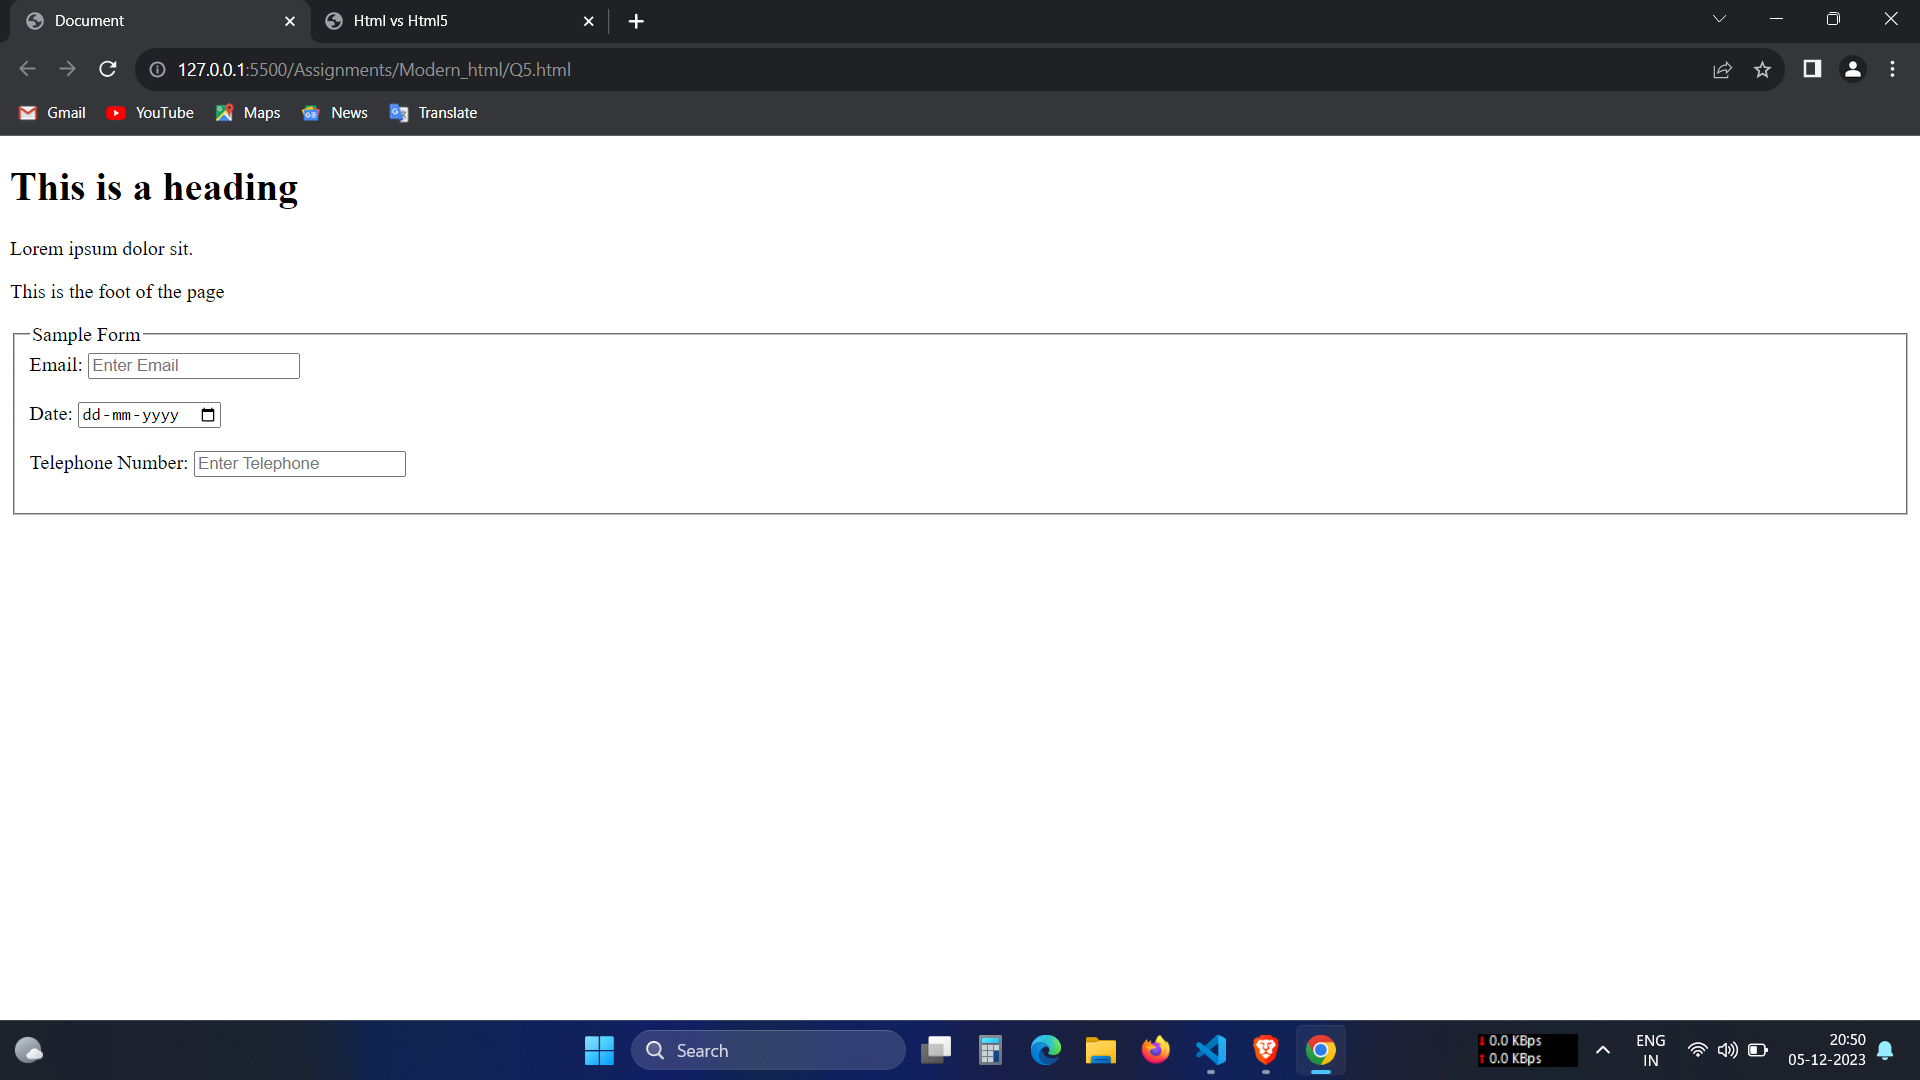 Document
Html vs Html5
127.0.0.1:5500/Assignments/Modern_html/Q5.html
Gmail YouTube Maps News Translate
This is a heading
Lorem ipsum dolor sit.
This is the foot of the page
Sample Form
Email: Enter Email
Date: dd-mm-yyyy
Telephone Number: Enter Telephone
Search
0.0 KBps
0.0 KBps
ENG
IN
20:50
05-12-2023